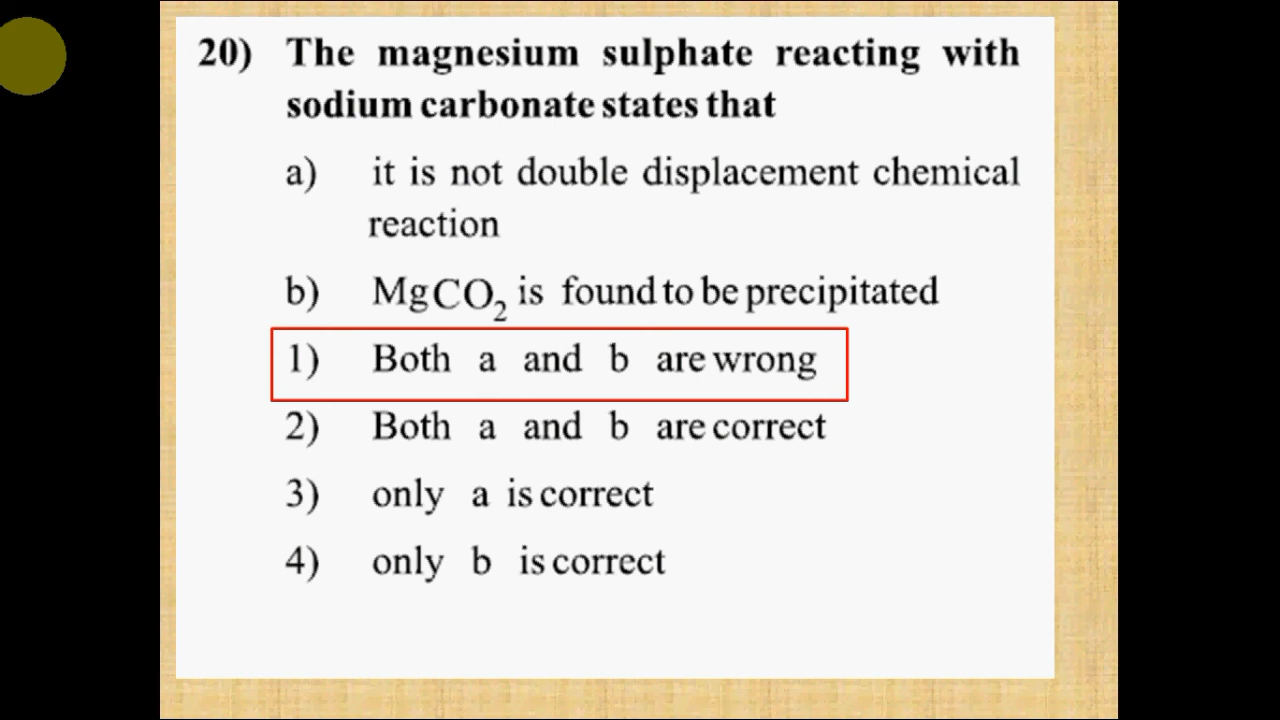 20) The magnesium sulphate reacting with
sodium carbonate states that
a) it is not double displacement chemical
reaction
b) MgCO₂ is found to be precipitated
1) Both a and b are wrong
2) Both a and b are correct
3) only a is correct
4) only b is correct